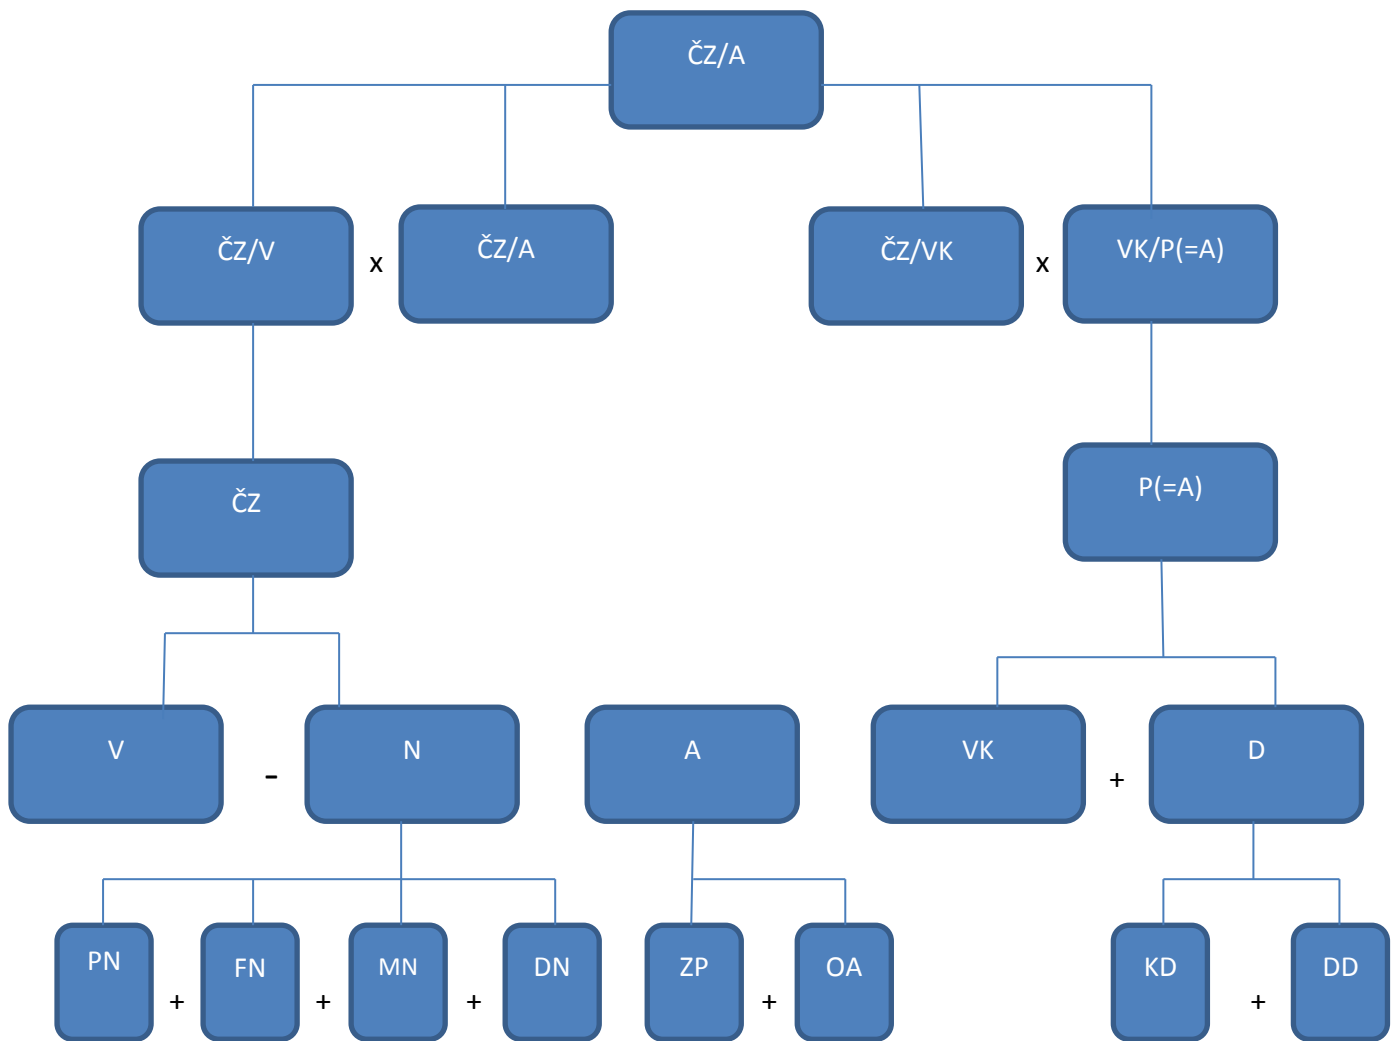 ČZ/A
ČZ/V
x
ČZ/A
ČZ/VK
x
VK/P(=A)
ČZ
P(=A)
V
-
N
A
VK
+
D
PN
+
FN
+
MN
+
DN
ZP
+
OA
KD
+
DD